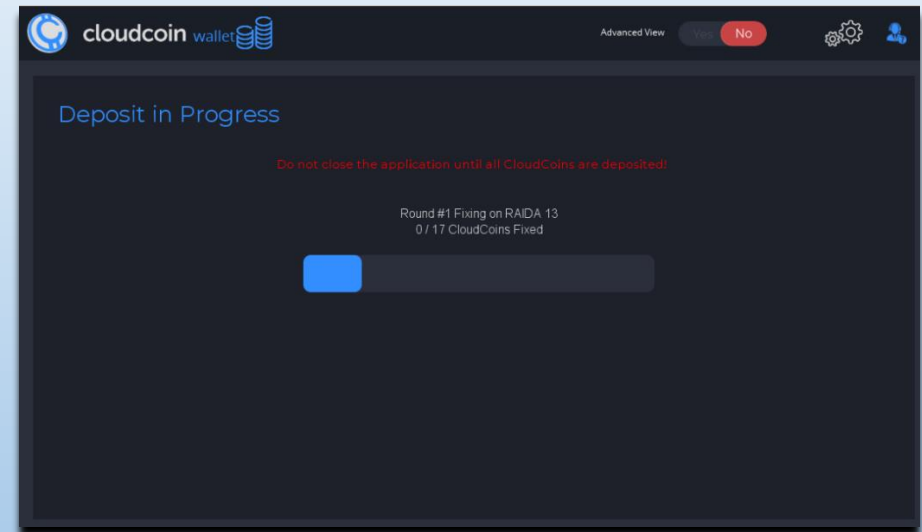 cloudcoin wallet
Advanced View
Yes
No
Deposit in Progress
Do not close the application until all CloudCoins are deposited!
Round #1 Fixing on RAIDA 13
0 / 17 CloudCoins Fixed